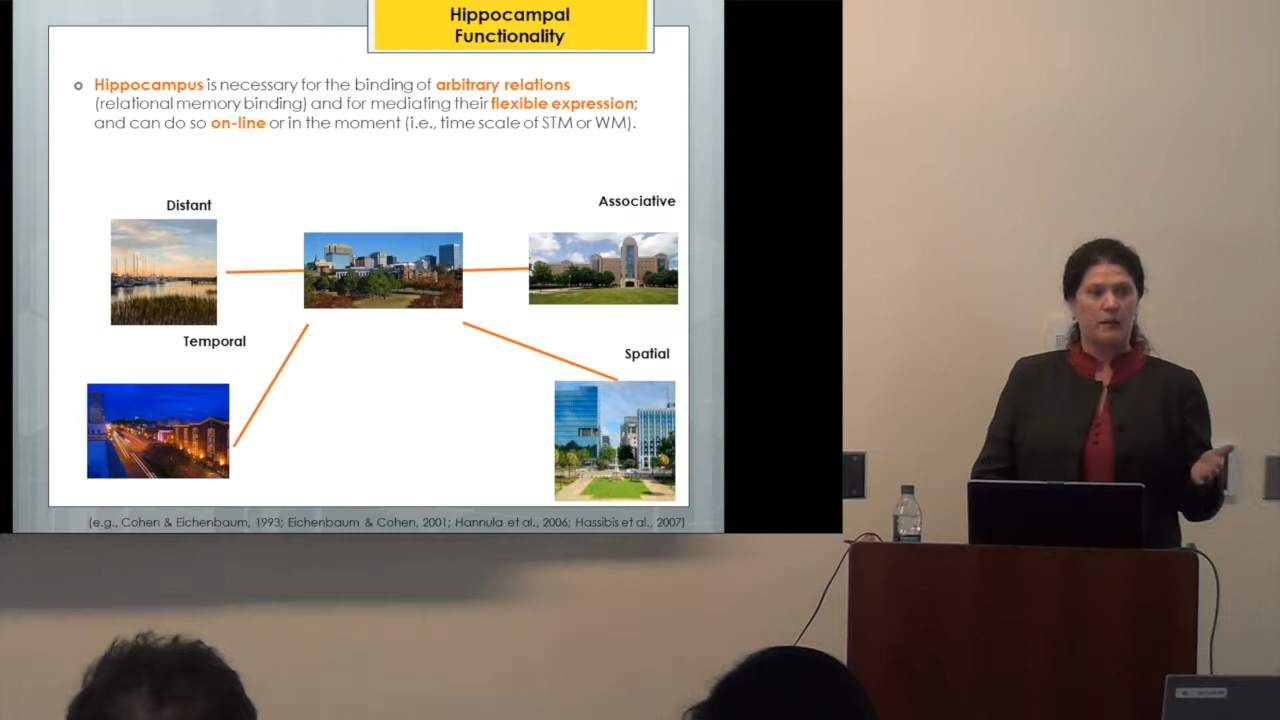 Hippocampal
Functionality
Hippocampus is necessary for the binding of arbitrary relations
(relational memory binding) and for mediating their flexible expression;
and can do so on-line or in the moment (i.e., time scale of STM or WM).
Distant
Associative
Temporal
Spatial
(e.g., Cohen & Eichenbaum, 1993; Eichenbaum & Cohen, 2001; Hannula et al., 2006; Hassibis et al., 2007)